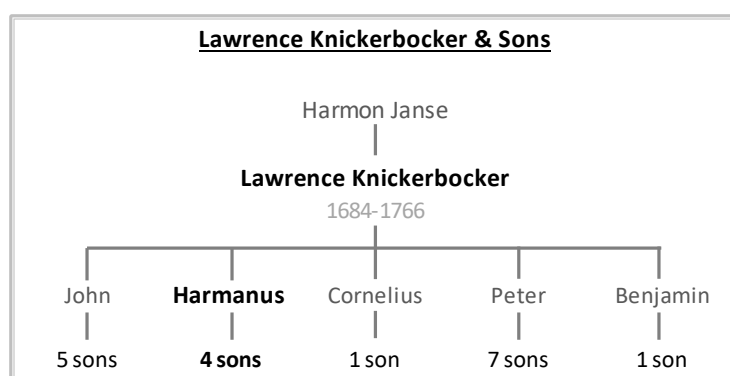 Lawrence Knickerbocker & Sons
Harmon Janse
Lawrence Knickerbocker
1684-1766
John Harmanus Cornelius Peter Benjamin
5 sons 4 sons 1 son 7 sons 1 son